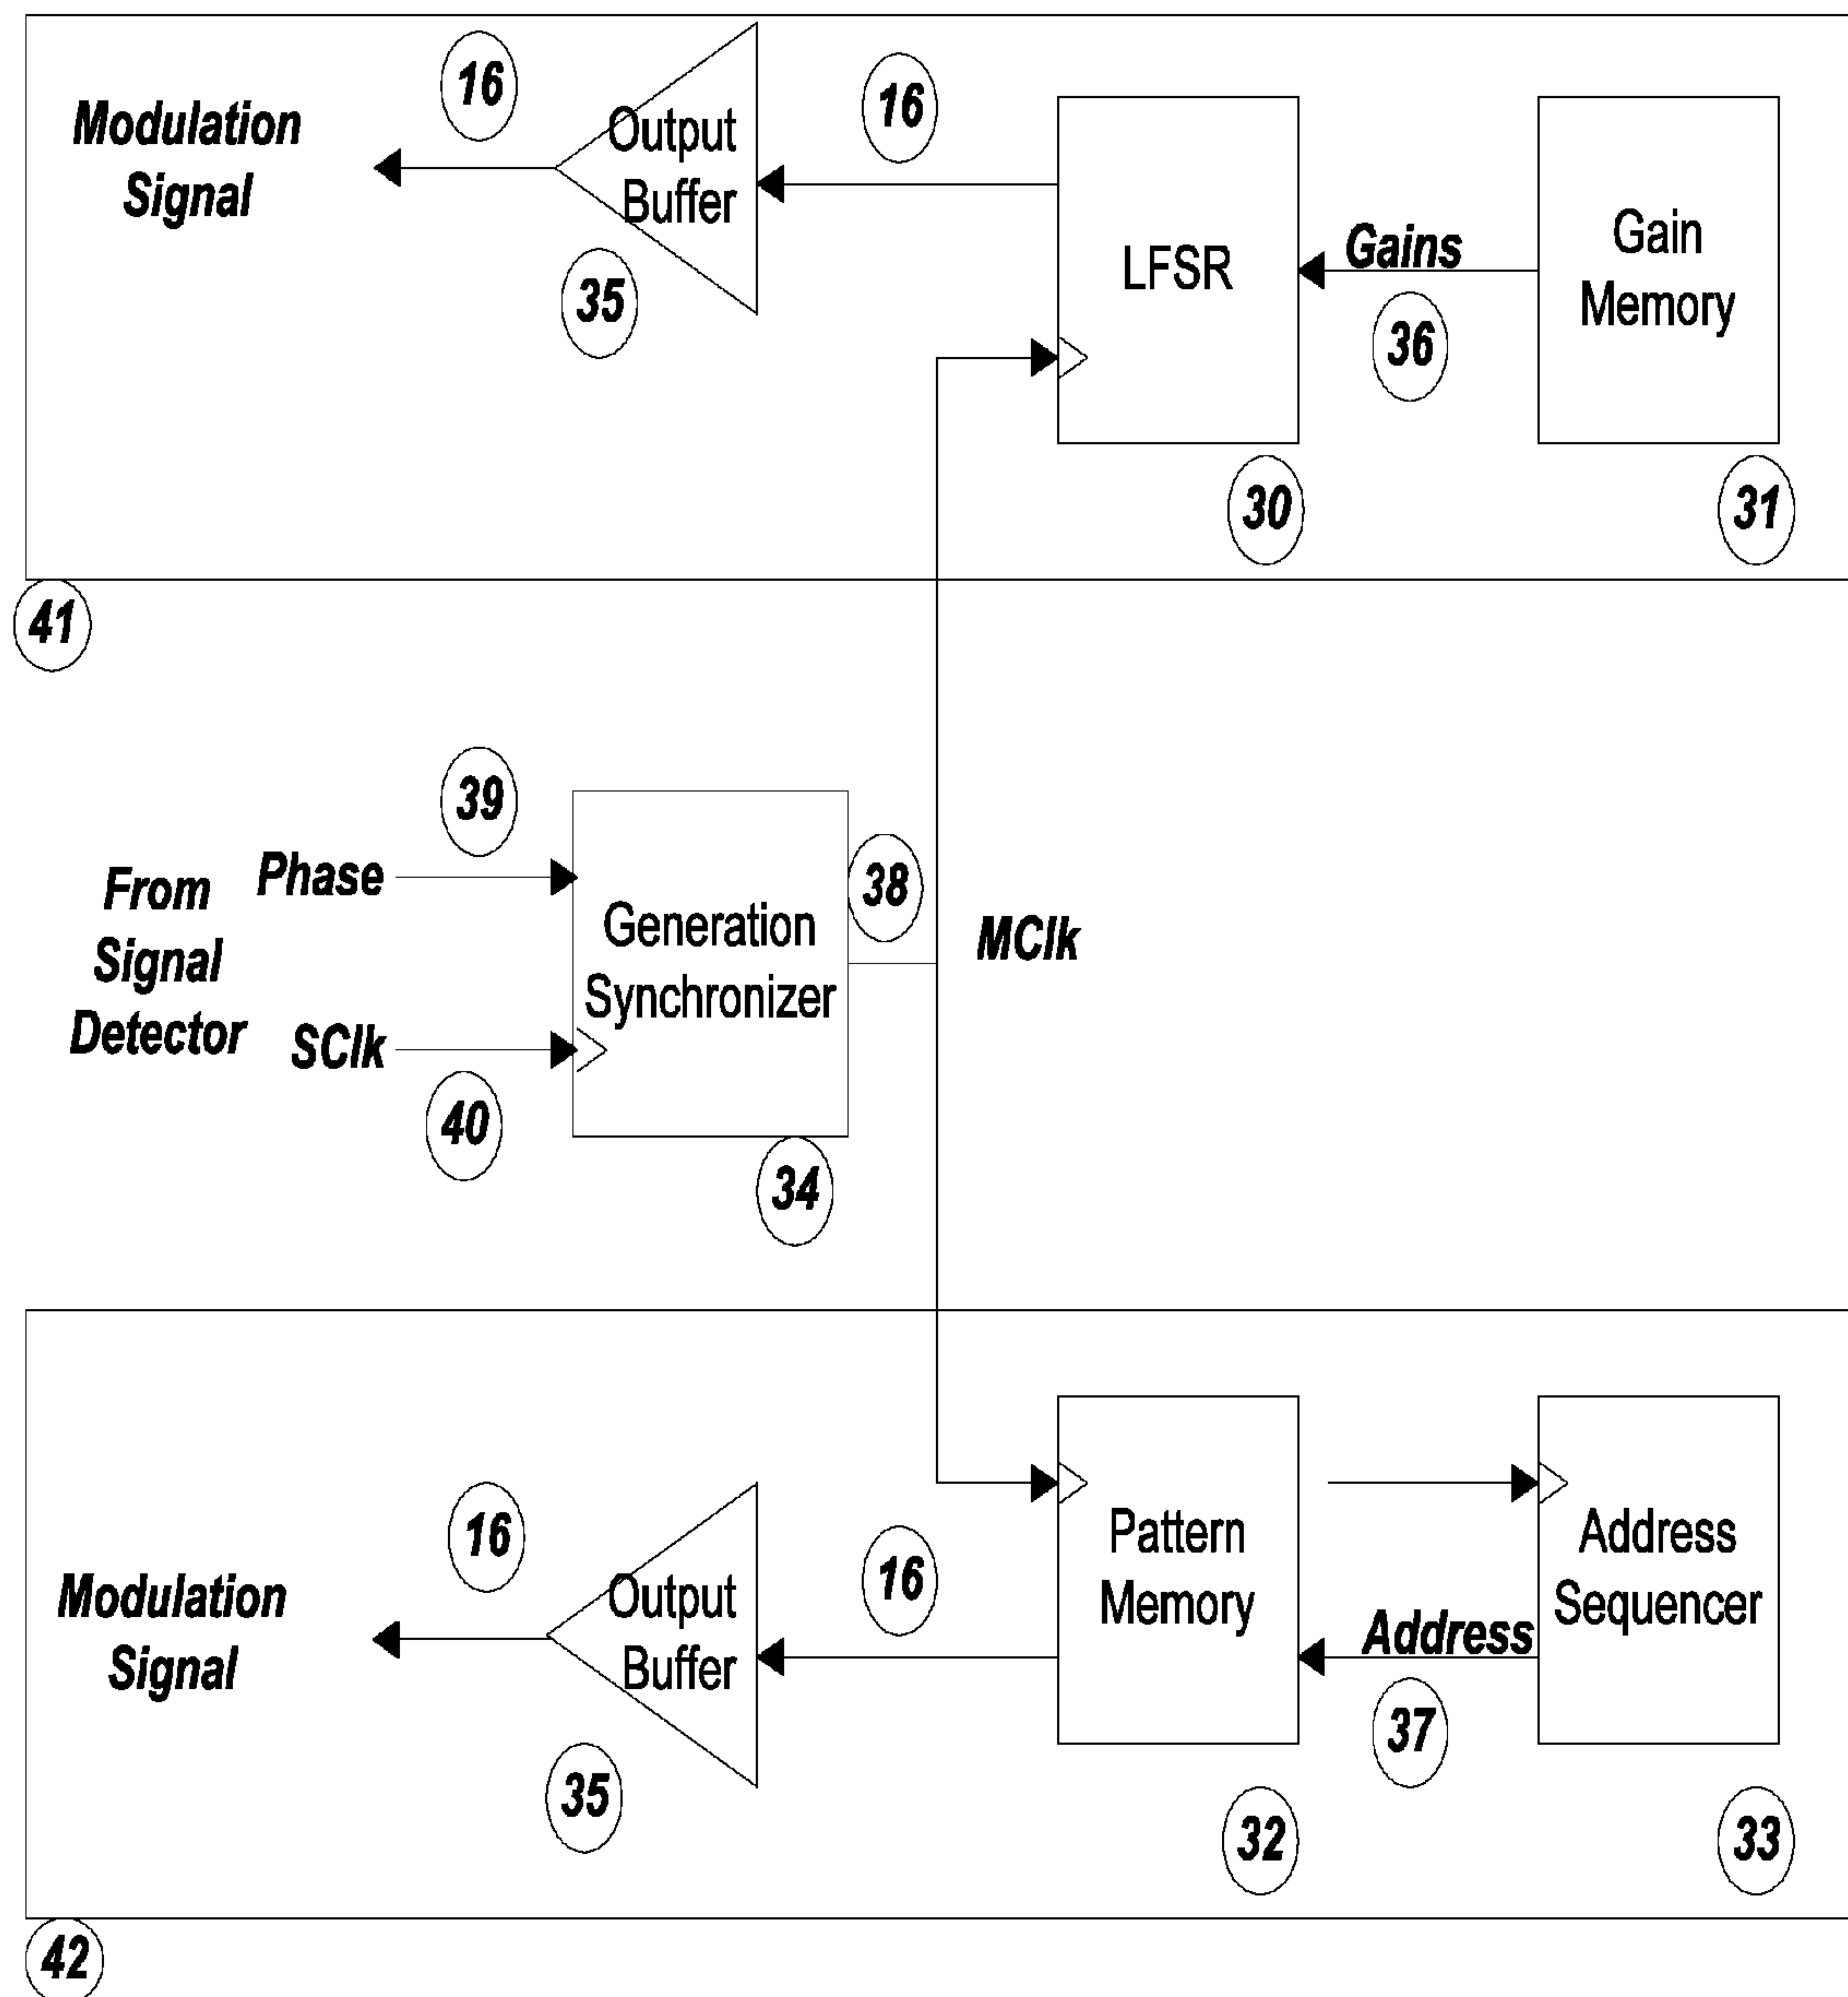 16
16
Modulation
Signal
Output
Buffer
35
LFSR
Gains
36
Gain
Memory
30
31
41
39
From
Signal
Detector
Phase
SClk
40
Generation
Synchronizer
38
MClk
34
16
16
Modulation
Signal
Output
Buffer
35
Pattern
Memory
Address
37
Address
Sequencer
32
33
42